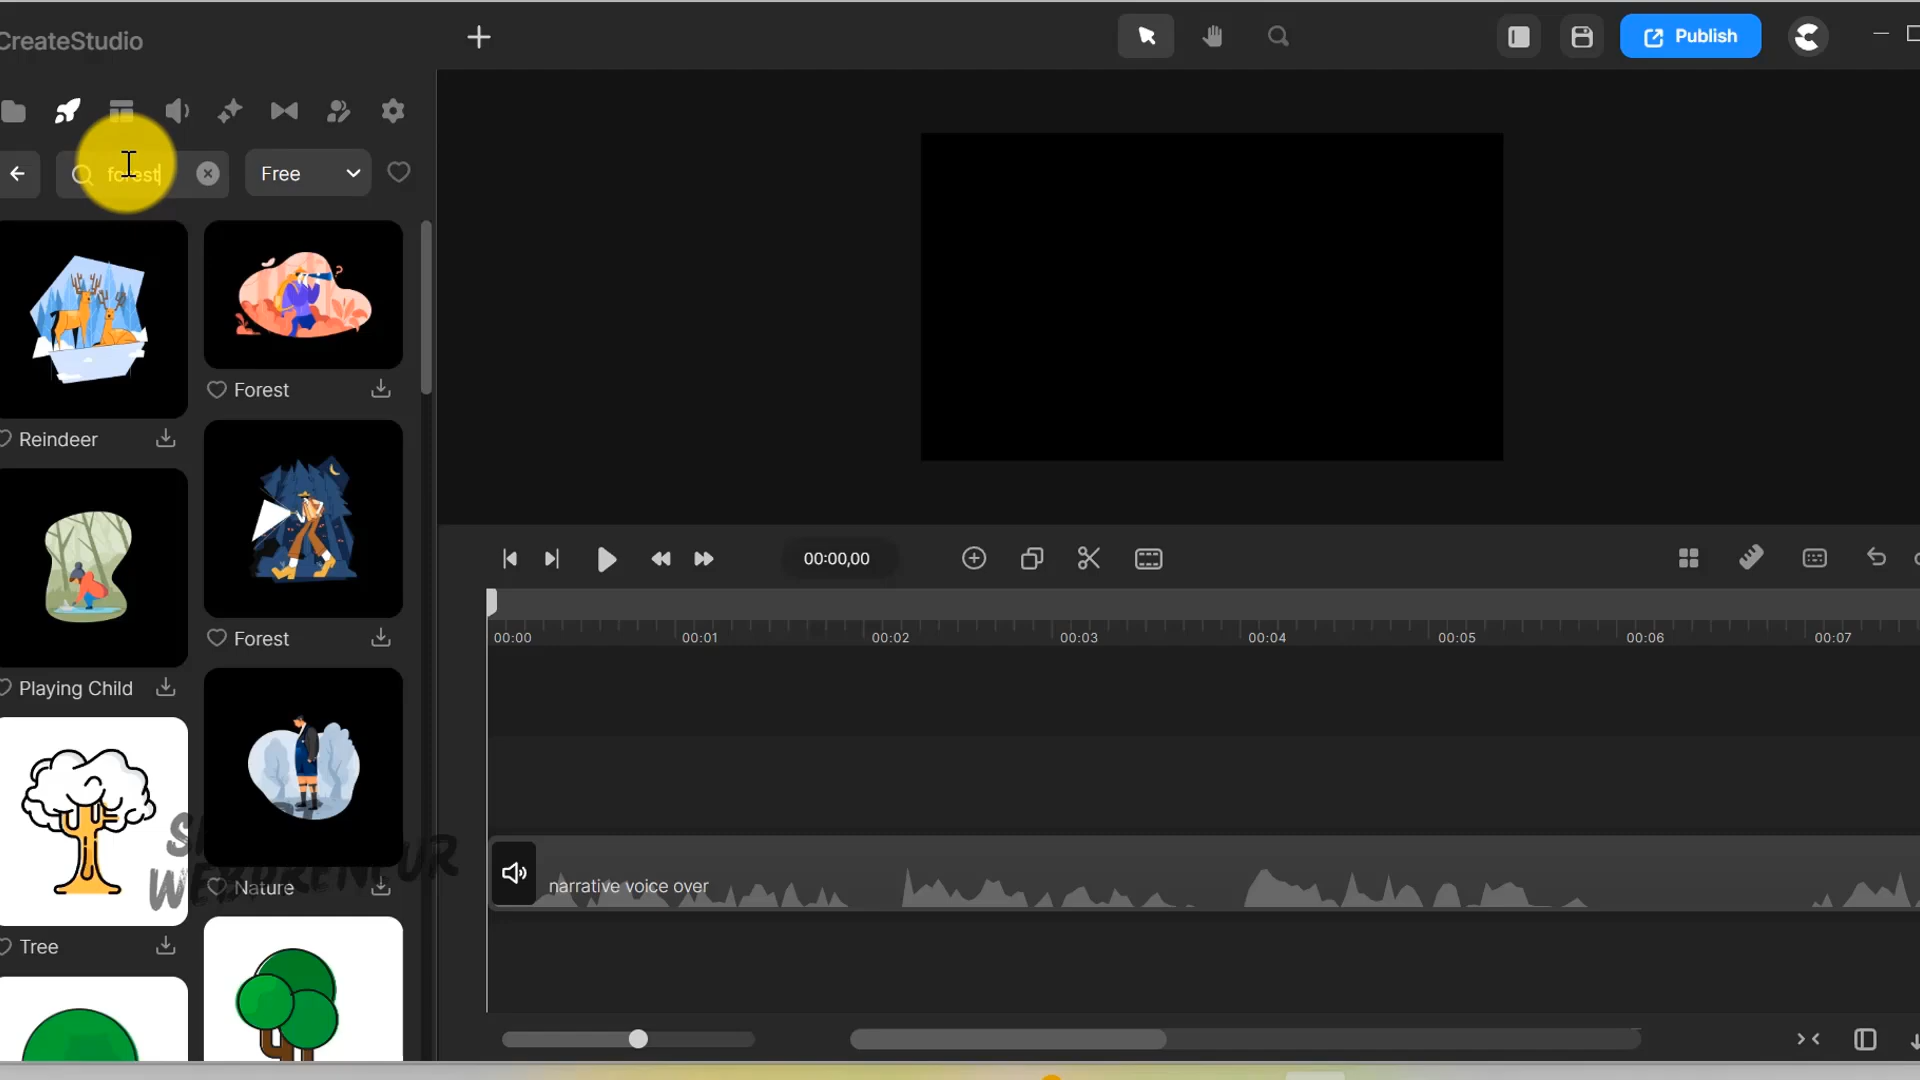 CreateStudio
Publish
forest
Free
Forest
Reindeer
Forest
Playing Child
Nature
Tree
WEBPRENEUR
00:00,00
00:00
00:01
00:02
00:03
00:04
00:05
00:06
00:07
narrative voice over